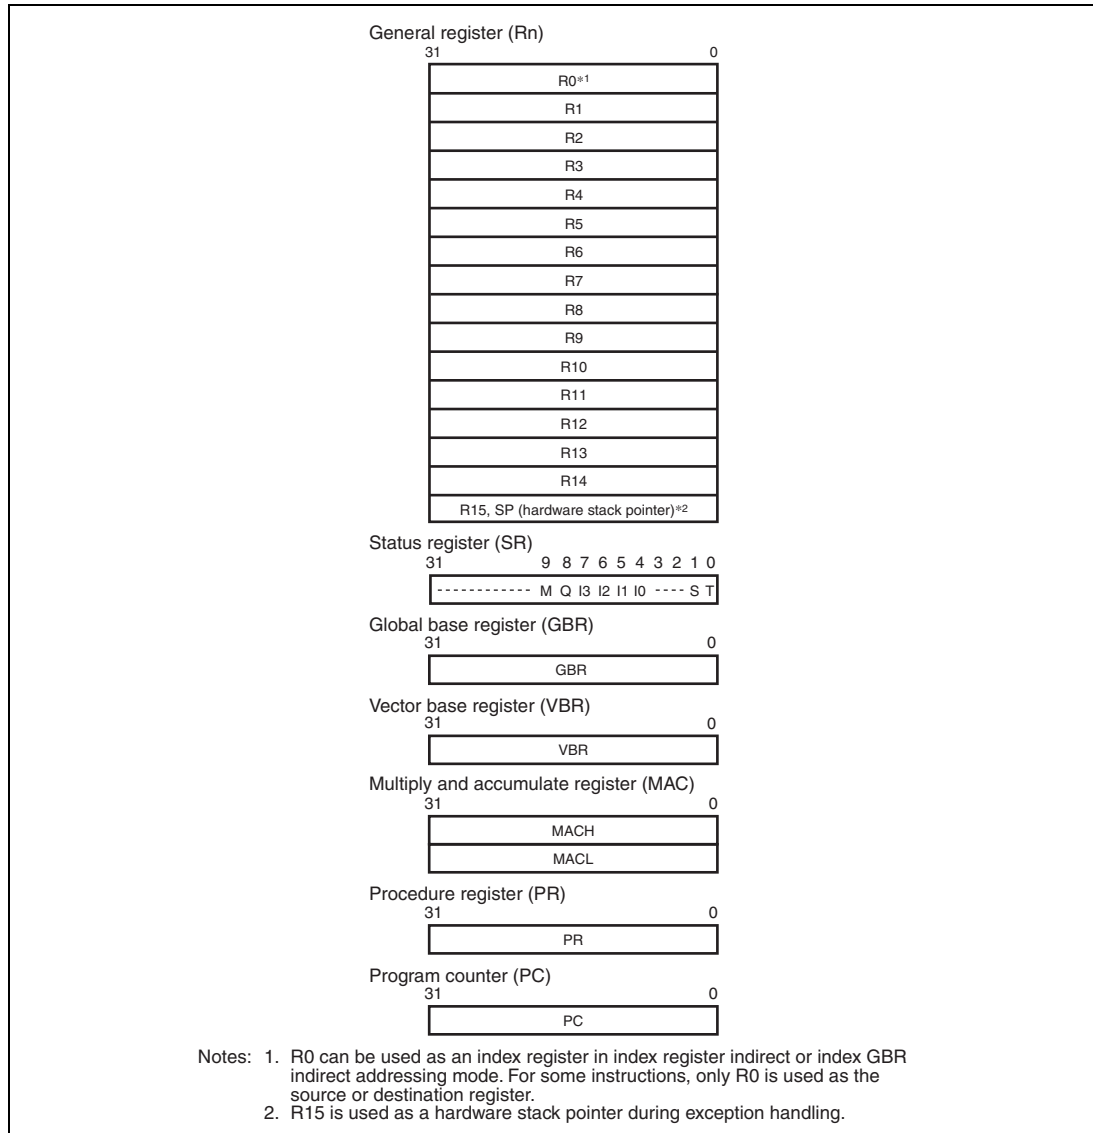 General register (Rn)
31 0
R0*1
R1
R2
R3
R4
R5
R6
R7
R8
R9
R10
R11
R12
R13
R14
R15, SP (hardware stack pointer)*2
Status register (SR)
31 9 8 7 6 5 4 3 2 1 0
------------ M Q I3 I2 I1 I0 ---- S T
Global base register (GBR)
31 0
GBR
Vector base register (VBR)
31 0
VBR
Multiply and accumulate register (MAC)
31 0
MACH
MACL
Procedure register (PR)
31 0
PR
Program counter (PC)
31 0
PC
Notes: 1. R0 can be used as an index register in index register indirect or index GBR
indirect addressing mode. For some instructions, only R0 is used as the
source or destination register.
2. R15 is used as a hardware stack pointer during exception handling.